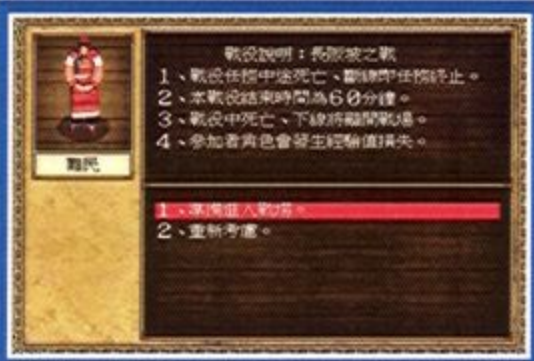 戰役說明：長阪坡之戰
1、戰役任務中途死亡、斷線即任務終止。
2、本戰役結束時間為60分鐘。
3、戰役中死亡、下線將離開戰場。
4、參加者角色會發生經驗值損失。
難民
1、準備進入戰場。
2、重新考慮。